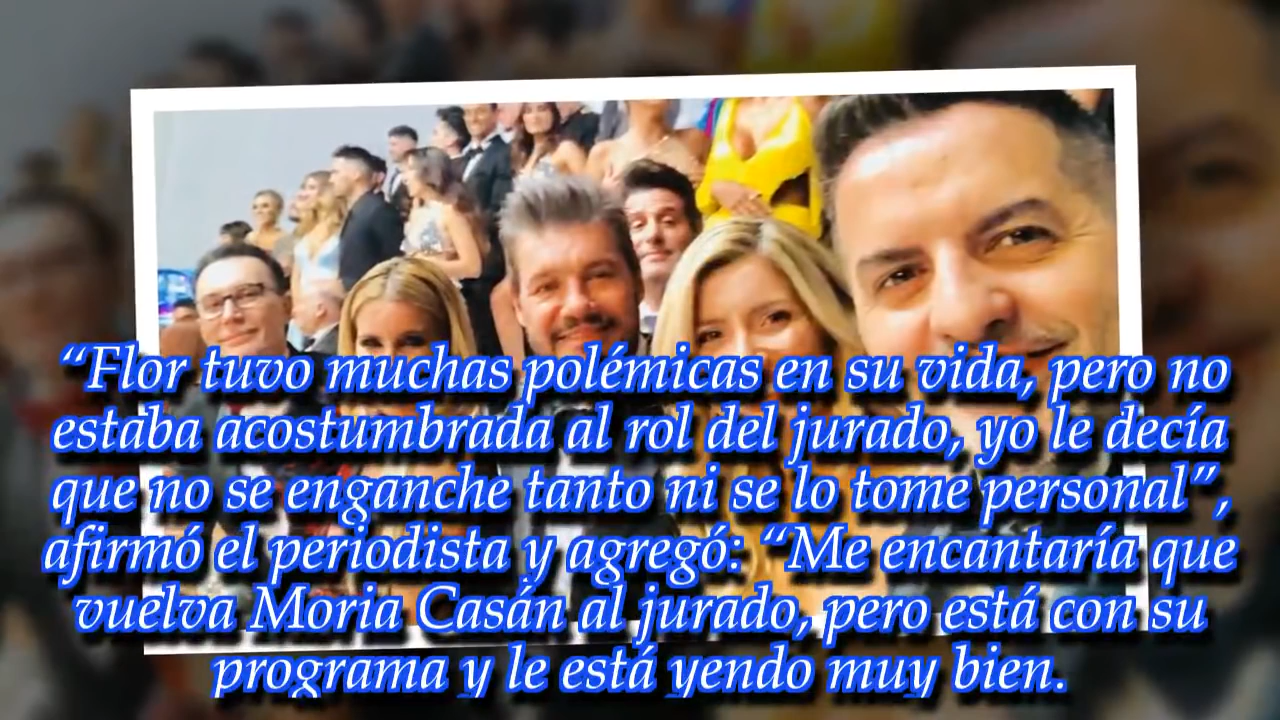 “Flor tuvo muchas polémicas en su vida, pero no
estaba acostumbrada al rol del jurado, yo le decía
que no se enganche tanto ni se lo tome personal”,
afirmó el periodista y agregó: “Me encantaría que
vuelva Moria Casán al jurado, pero está con su
programa y le está yendo muy bien.